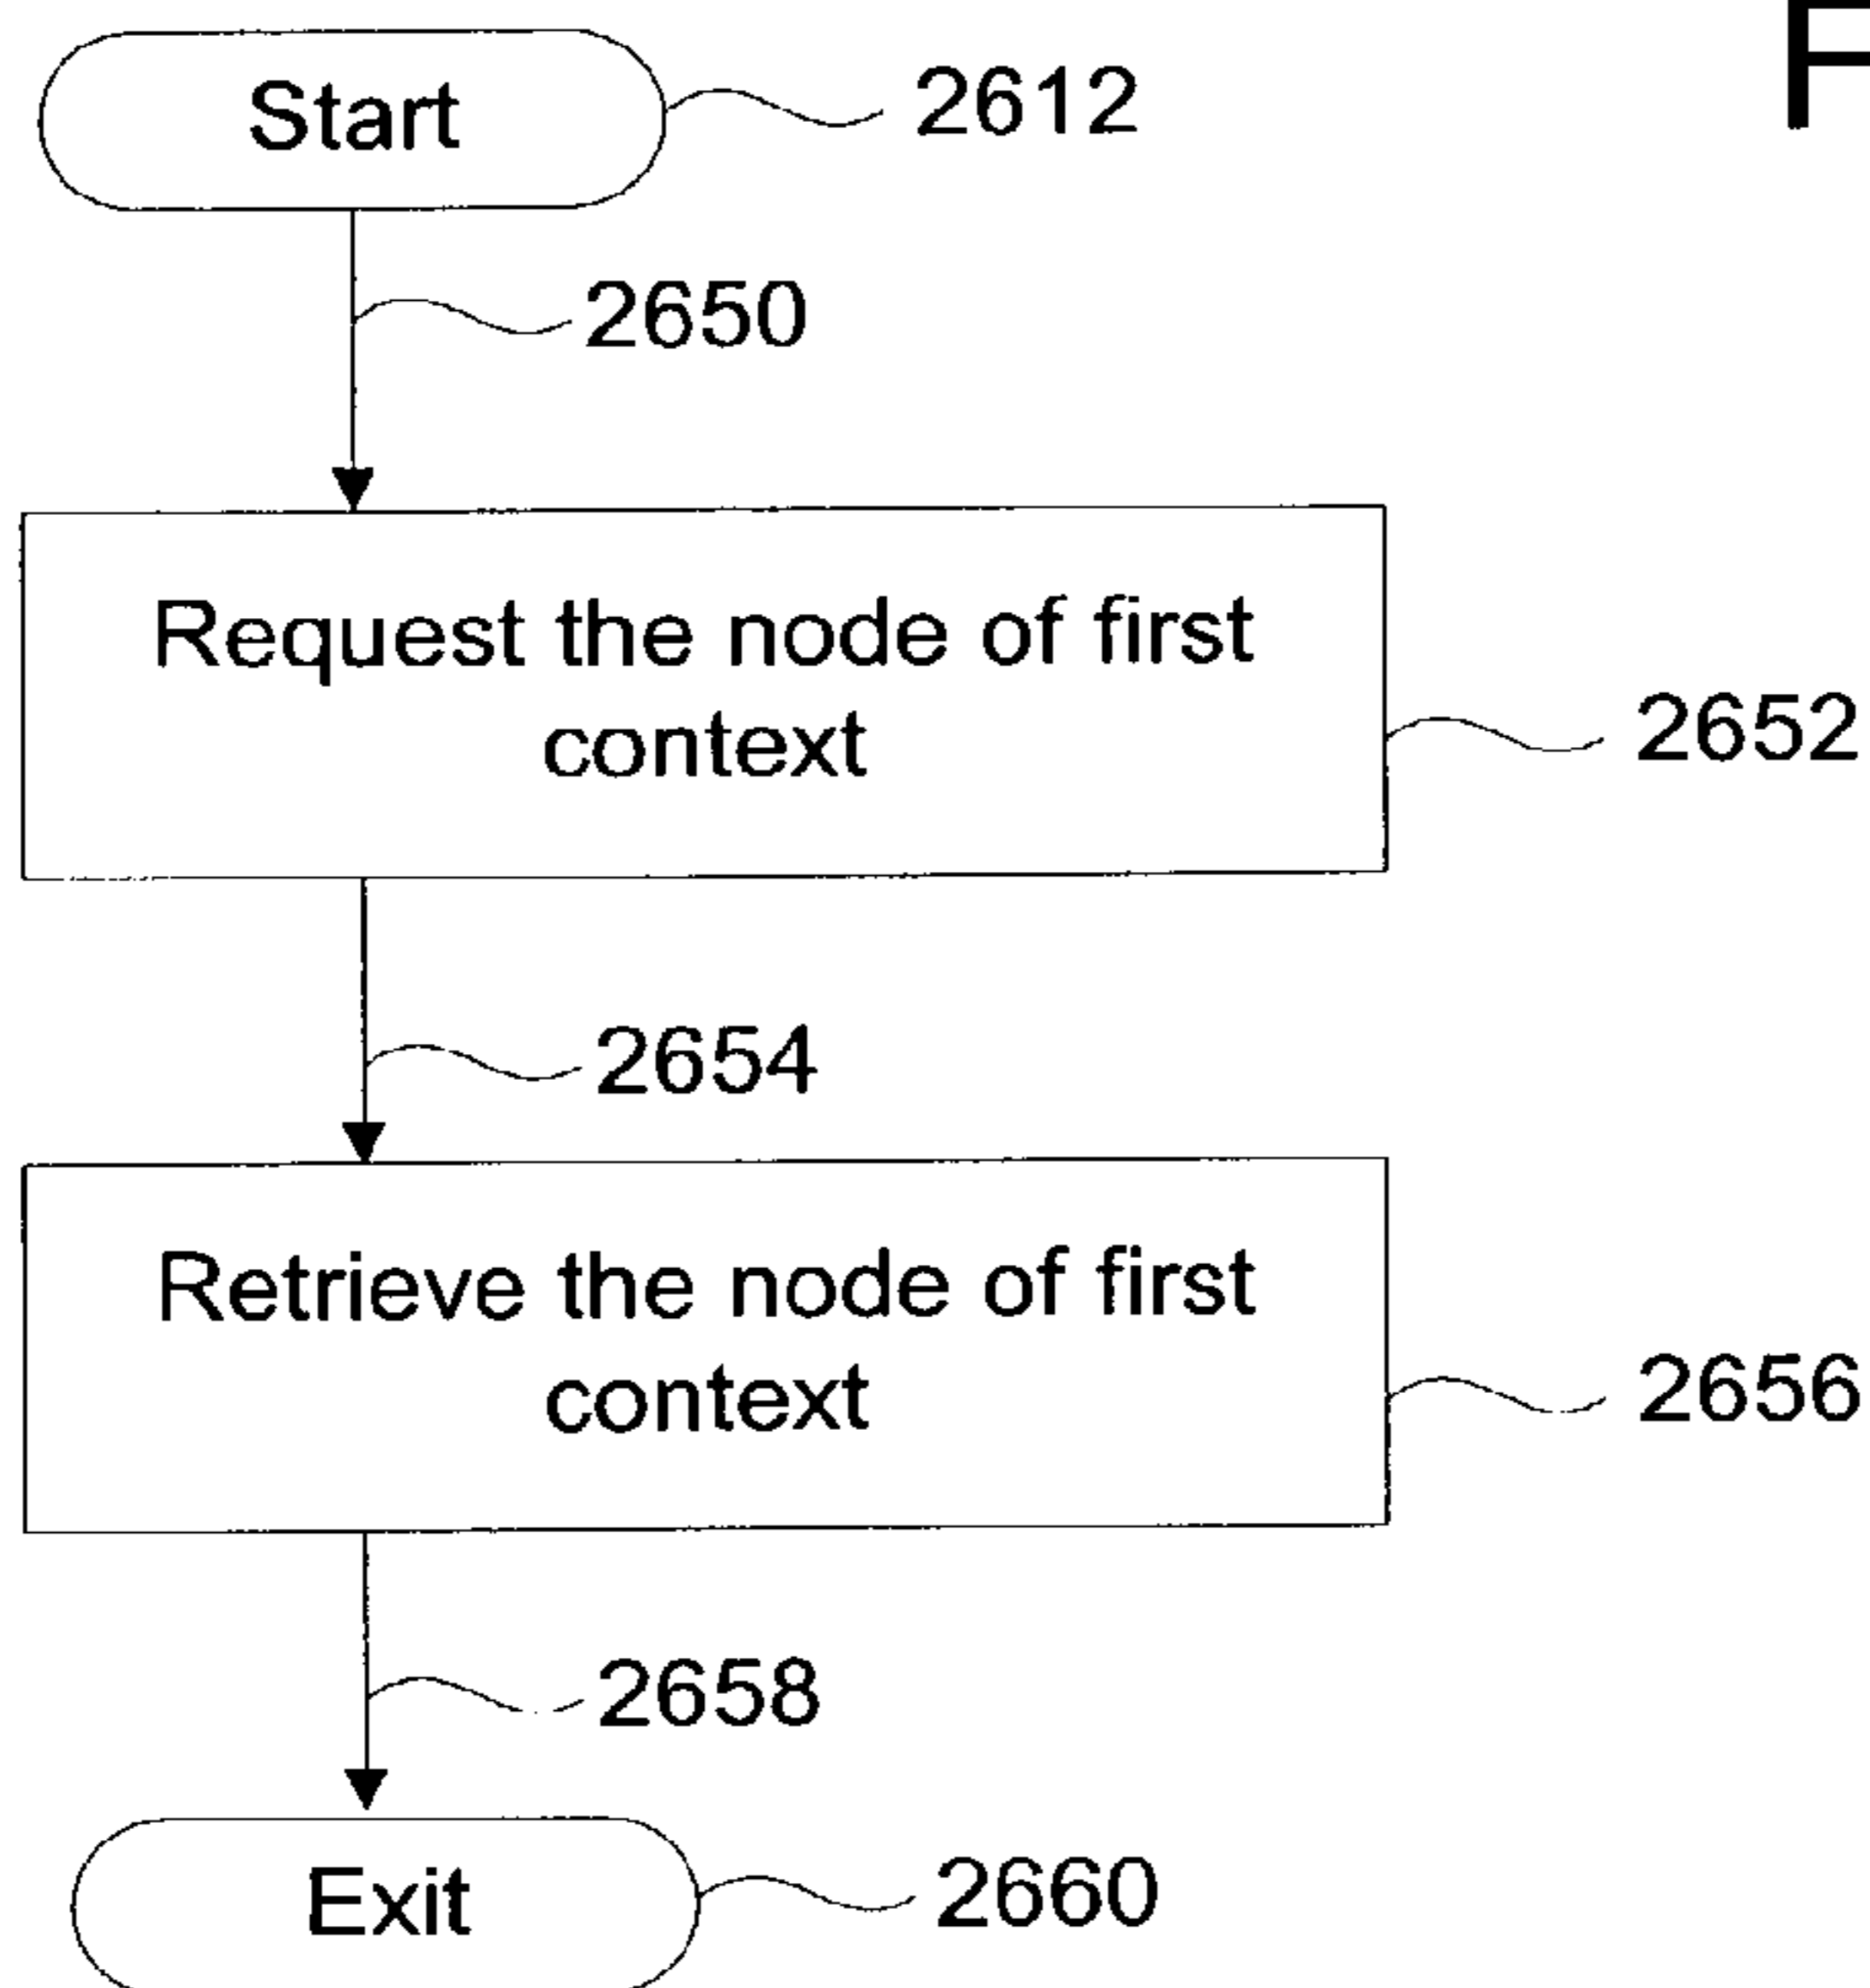 Start
2612
2650
Request the node of first
context
2652
2654
Retrieve the node of first
context
2656
2658
Exit
2660